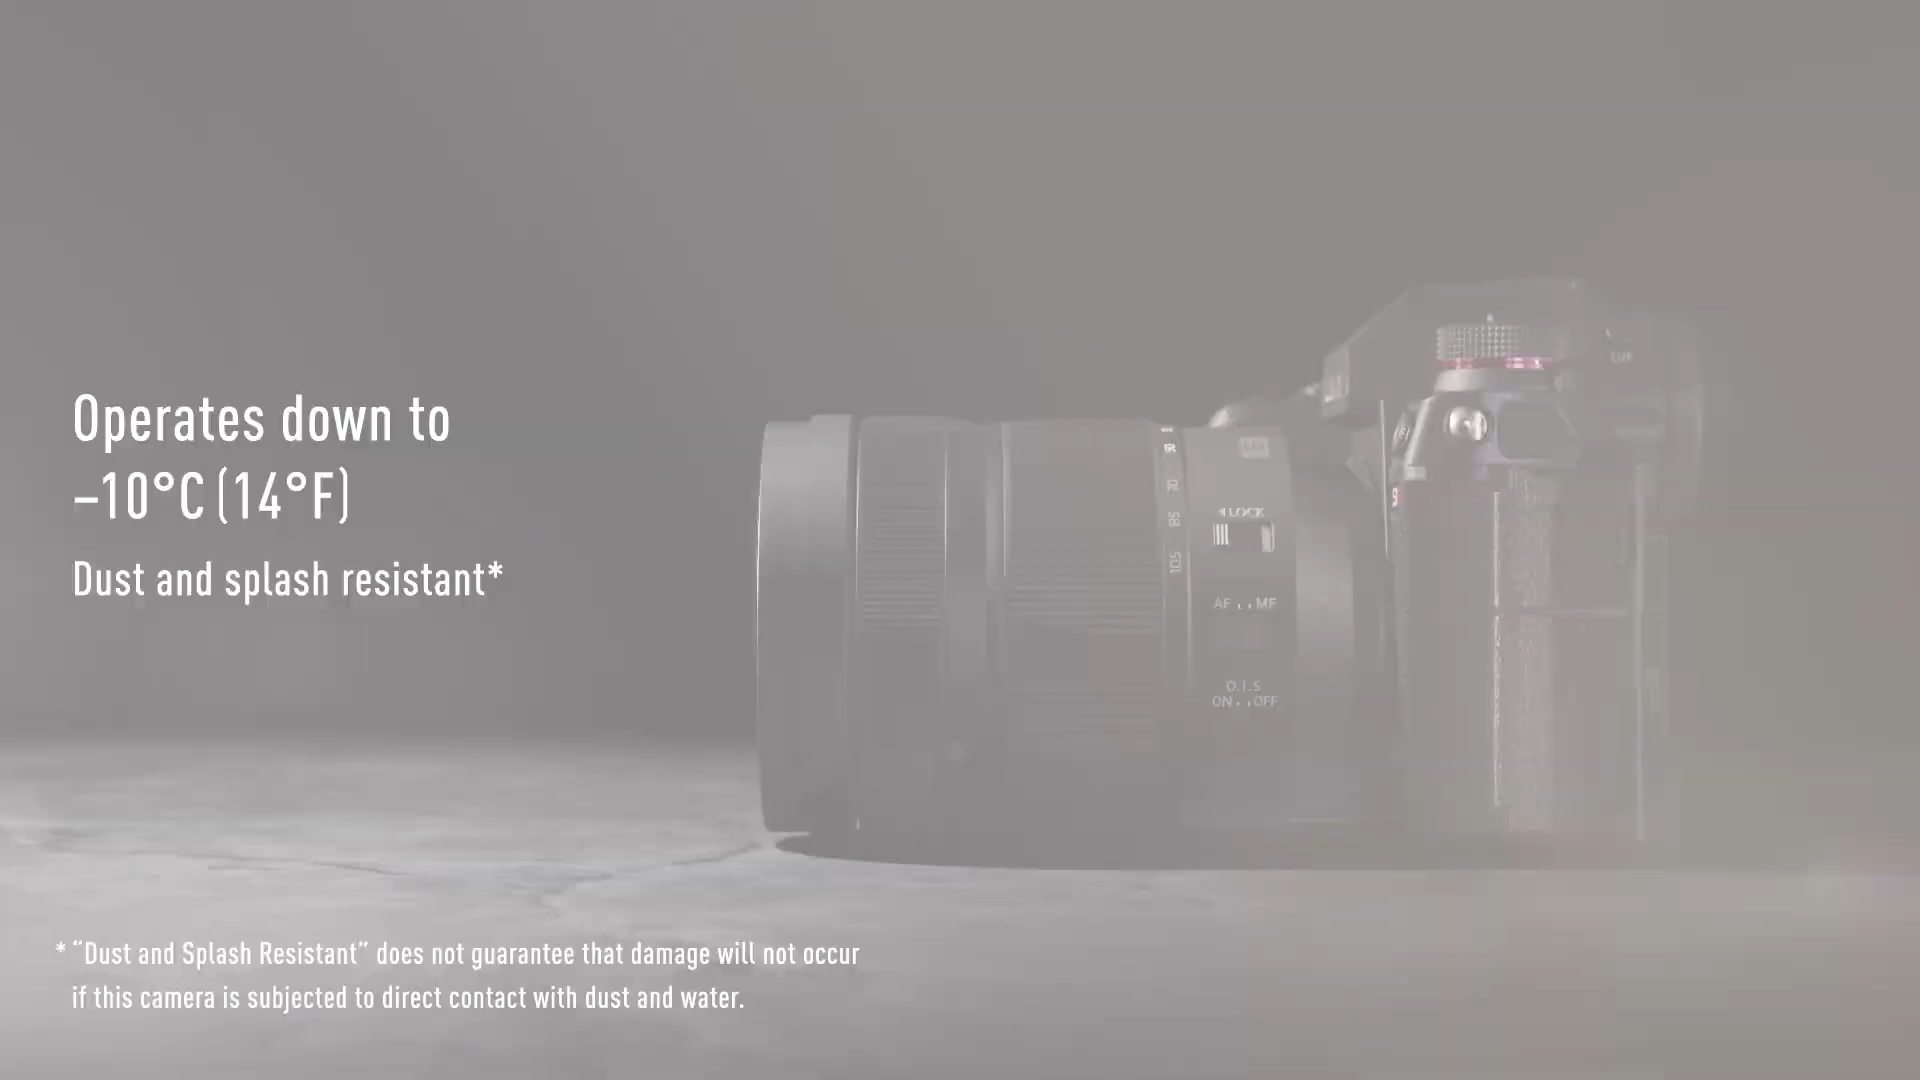 Operates down to
–10°C (14°F)
Dust and splash resistant*
◀LOCK
58
105
AF • • MF
O.I.S
ON • • OFF
* “Dust and Splash Resistant” does not guarantee that damage will not occur
if this camera is subjected to direct contact with dust and water.